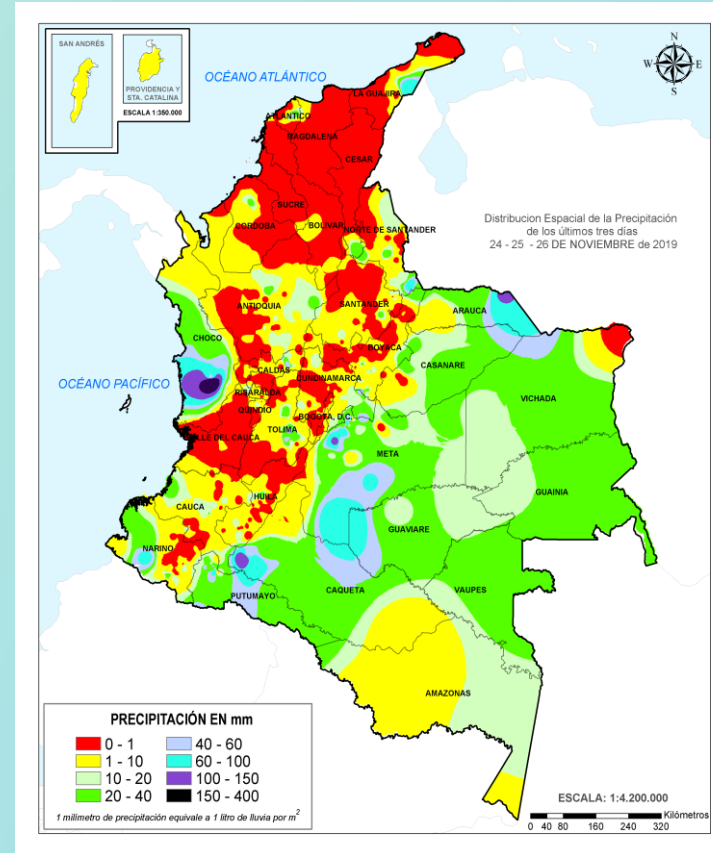 SAN ANDRÉS
PROVIDENCIA Y
STA. CATALINA
ESCALA 1:350.000
OCÉANO ATLÁNTICO
N
W
E
S
LA GUAJIRA
ATLÁNTICO
MAGDALENA
CESAR
SUCRE
CORDOBA
BOLIVAR
NORTE DE SANTANDER
Distribucion Espacial de la Precipitación
de los últimos tres días
24 - 25 - 26 DE NOVIEMBRE de 2019
ANTIOQUIA
SANTANDER
ARAUCA
CHOCO
BOYACA
CASANARE
OCÉANO PACÍFICO
CALDAS
CUNDINAMARCA
VICHADA
RISARALDA
QUINDIO
BOGOTA, D.C.
TOLIMA
VALLE DEL CAUCA
META
GUAINIA
HUILA
CAUCA
GUAVIARE
NARIÑO
PUTUMAYO
CAQUETA
VAUPES
AMAZONAS
PRECIPITACIÓN EN mm
0 - 1
40 - 60
1 - 10
60 - 100
10 - 20
100 - 150
20 - 40
150 - 400
1 milimetro de precipitación equivale a 1 litro de lluvia por m²
ESCALA: 1:4.200.000
Kilómetros
0 40 80 160 240 320